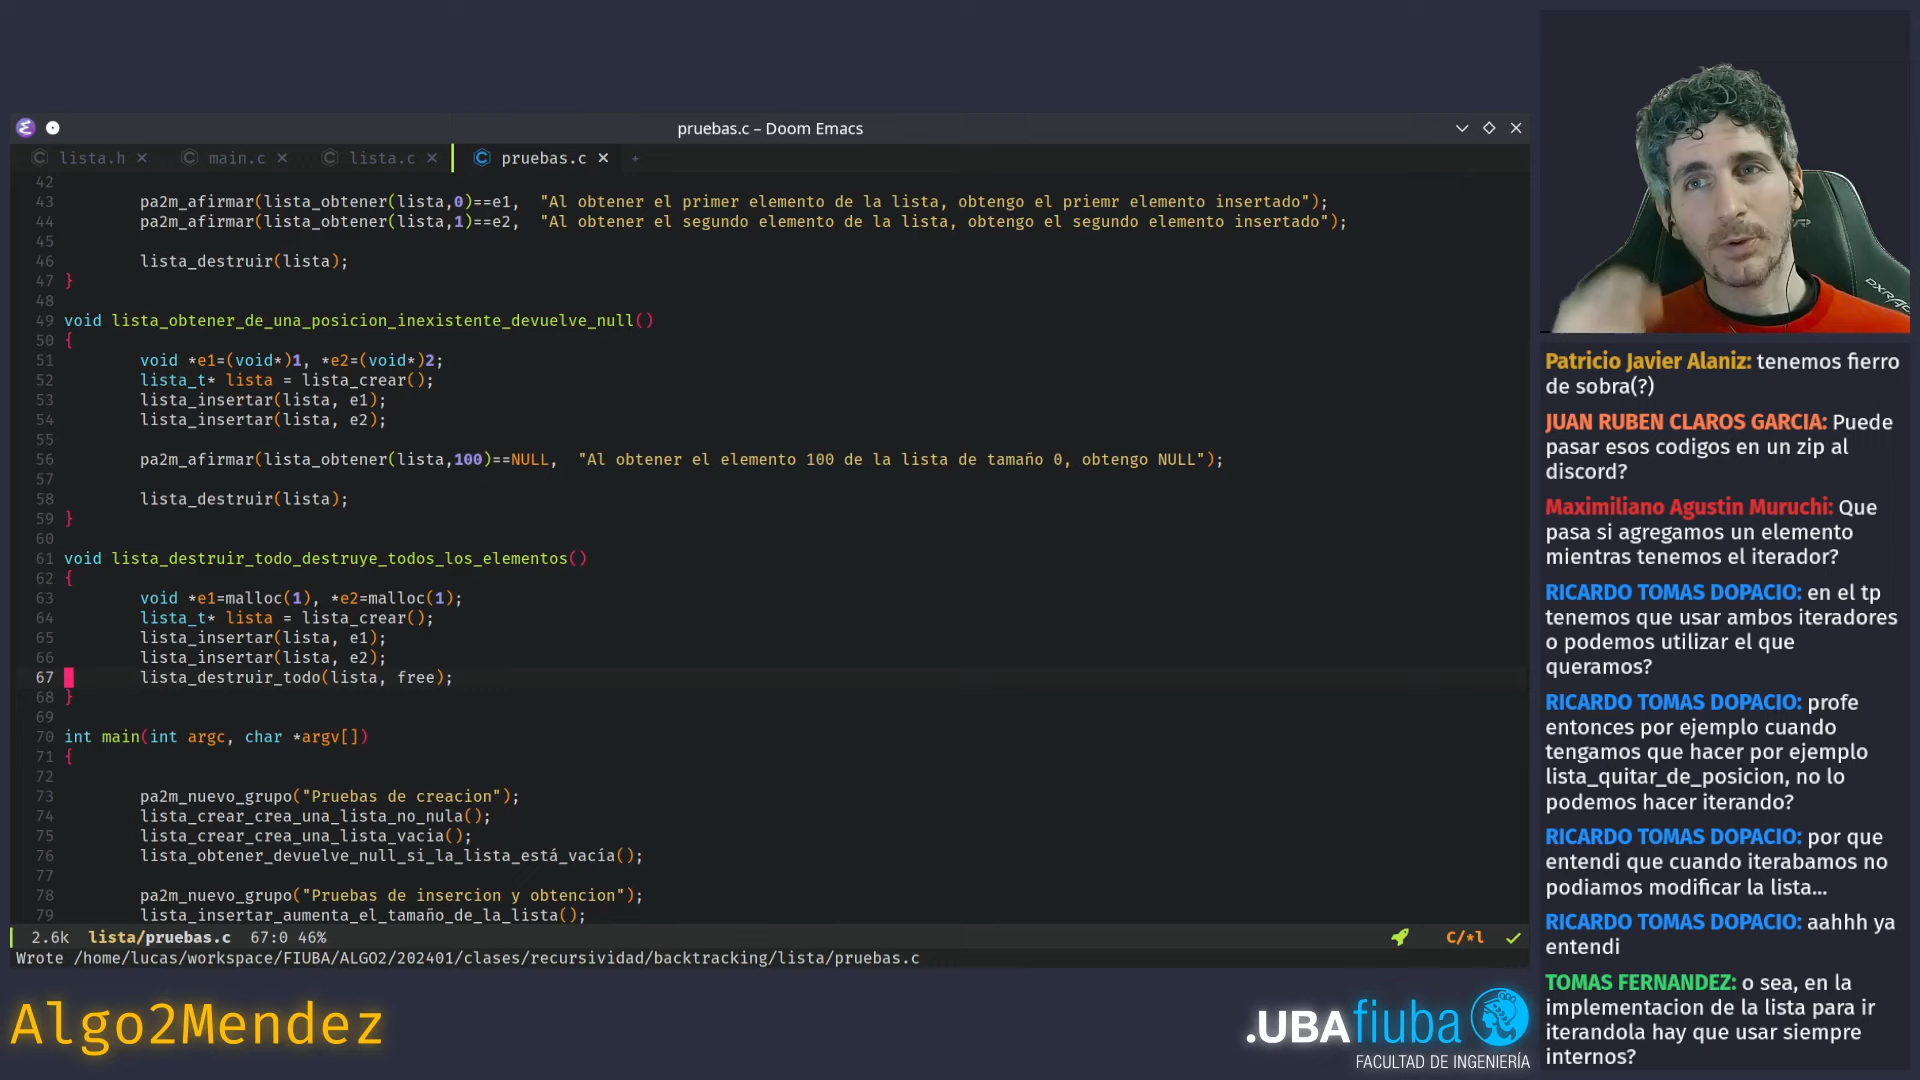 pruebas.c – Doom Emacs
lista.h
main.c
lista.c
pruebas.c
42
43 pa2m_afirmar(lista_obtener(lista,0)==e1, "Al obtener el primer elemento de la lista, obtengo el priemr elemento insertado");
44 pa2m_afirmar(lista_obtener(lista,1)==e2, "Al obtener el segundo elemento de la lista, obtengo el segundo elemento insertado");
45
46 lista_destruir(lista);
47 }
48
49 void lista_obtener_de_una_posicion_inexistente_devuelve_null()
50 {
51 void *e1=(void*)1, *e2=(void*)2;
52 lista_t* lista = lista_crear();
53 lista_insertar(lista, e1);
54 lista_insertar(lista, e2);
55
56 pa2m_afirmar(lista_obtener(lista,100)==NULL, "Al obtener el elemento 100 de la lista de tamaño 0, obtengo NULL");
57
58 lista_destruir(lista);
59 }
60
61 void lista_destruir_todo_destruye_todos_los_elementos()
62 {
63 void *e1=malloc(1), *e2=malloc(1);
64 lista_t* lista = lista_crear();
65 lista_insertar(lista, e1);
66 lista_insertar(lista, e2);
67 lista_destruir_todo(lista, free);
68 }
69
70 int main(int argc, char *argv[])
71 {
72
73 pa2m_nuevo_grupo("Pruebas de creacion");
74 lista_crear_crea_una_lista_no_nula();
75 lista_crear_crea_una_lista_vacia();
76 lista_obtener_devuelve_null_si_la_lista_está_vacía();
77
78 pa2m_nuevo_grupo("Pruebas de insercion y obtencion");
79 lista_insertar_aumenta_el_tamaño_de_la_lista();
2.6k lista/pruebas.c 67:0 46% C/*l
Wrote /home/lucas/workspace/FIUBA/ALGO2/202401/clases/recursividad/backtracking/lista/pruebas.c
DXRACER
Patricio Javier Alaniz: tenemos fierro
de sobra(?)
JUAN RUBEN CLAROS GARCIA: Puede
pasar esos codigos en un zip al
discord?
Maximiliano Agustin Muruchi: Que
pasa si agregamos un elemento
mientras tenemos el iterador?
RICARDO TOMAS DOPACIO: en el tp
tenemos que usar ambos iteradores
o podemos utilizar el que
queramos?
RICARDO TOMAS DOPACIO: profe
entonces por ejemplo cuando
tengamos que hacer por ejemplo
lista_quitar_de_posicion, no lo
podemos hacer iterando?
RICARDO TOMAS DOPACIO: por que
entendi que cuando iterabamos no
podiamos modificar la lista...
RICARDO TOMAS DOPACIO: aahhh ya
entendi
TOMAS FERNANDEZ: o sea, en la
implementacion de la lista para ir
iterandola hay que usar siempre
internos?
Algo2Mendez
.UBAfiuba
FACULTAD DE INGENIERÍA